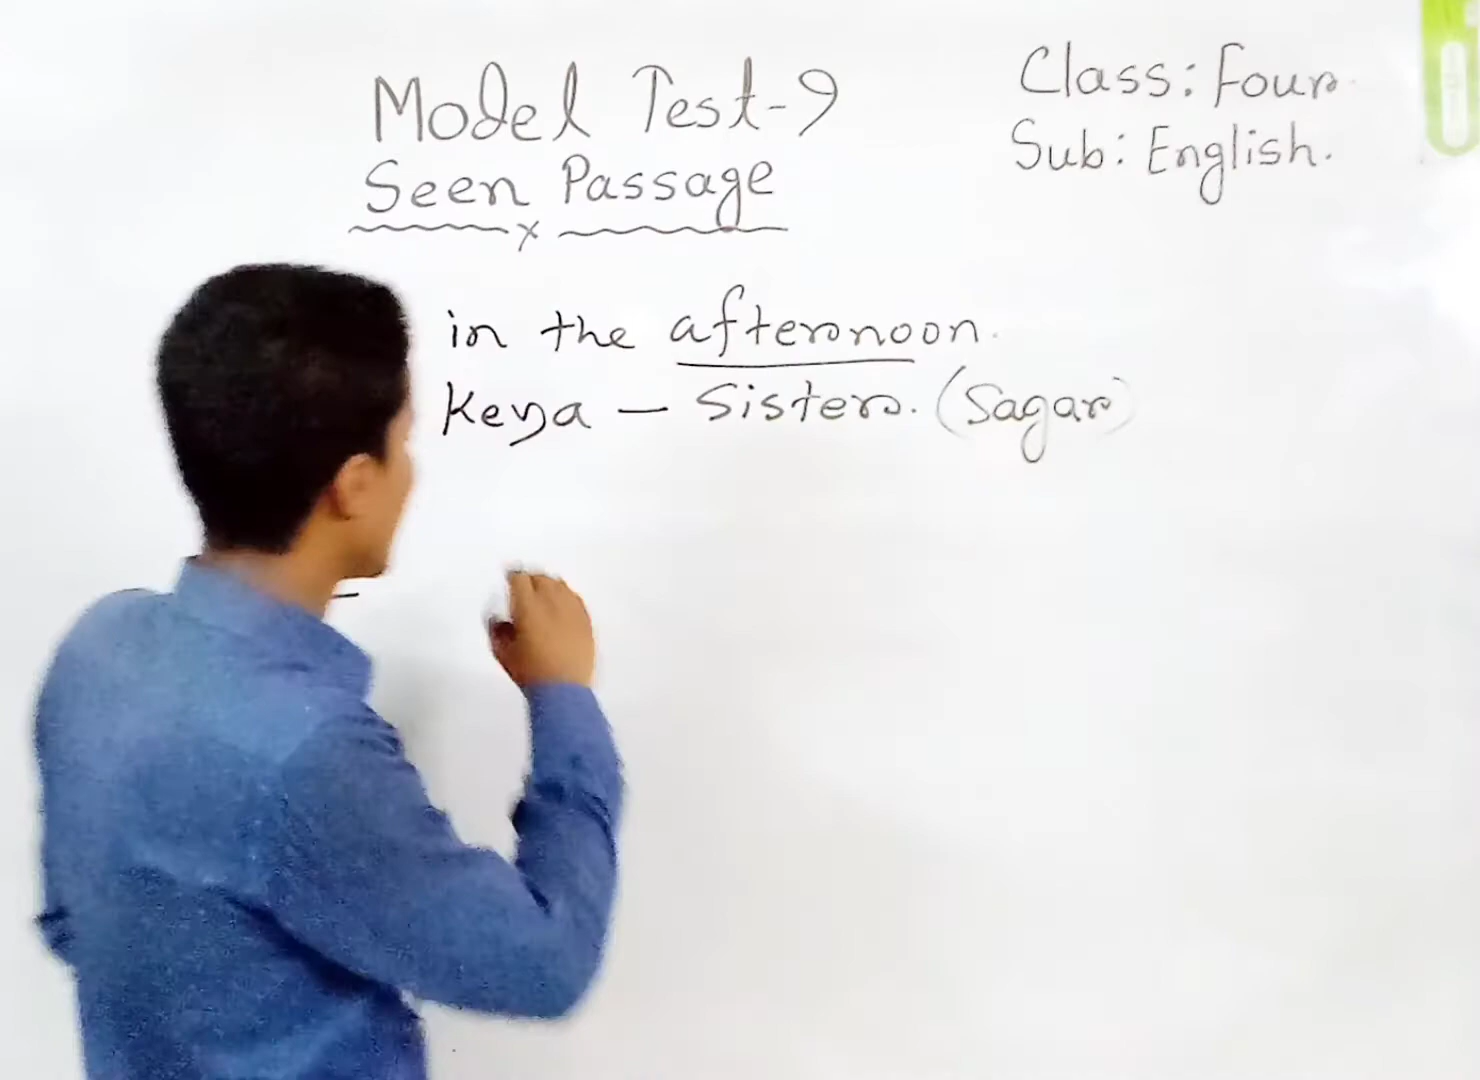 Model Test-9
Seen Passage
x
Class: Four.
Sub: English.
in the afternoon.
Keya — Sister. (Sagar)